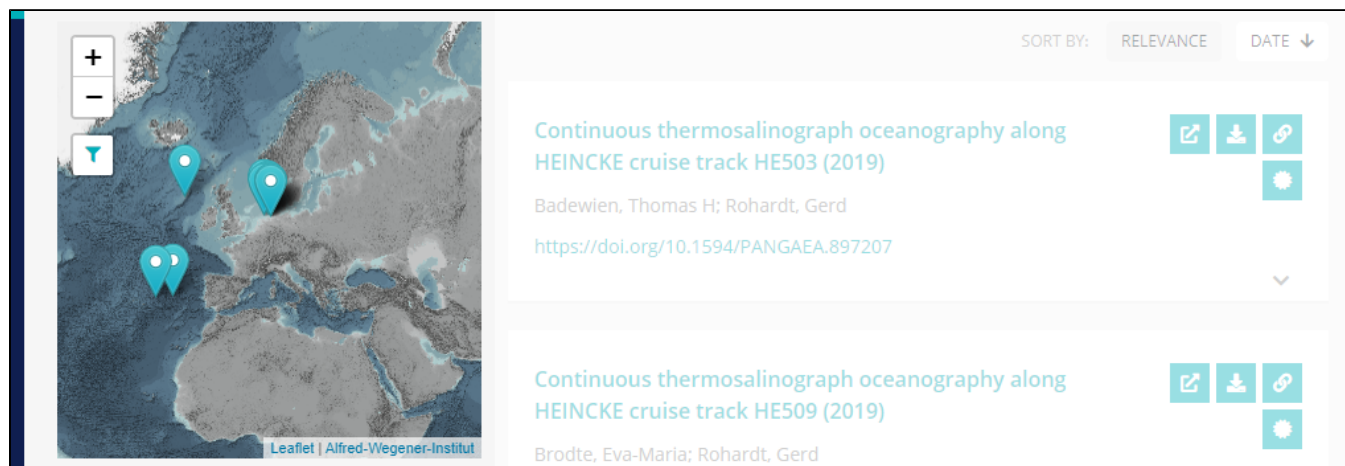 +
−
Leaflet | Alfred-Wegener-Institut
SORT BY: RELEVANCE DATE
Continuous thermosalinograph oceanography along
HEINCKE cruise track HE503 (2019)
Badewien, Thomas H; Rohardt, Gerd
https://doi.org/10.1594/PANGAEA.897207
Continuous thermosalinograph oceanography along
HEINCKE cruise track HE509 (2019)
Brodte, Eva-Maria; Rohardt, Gerd